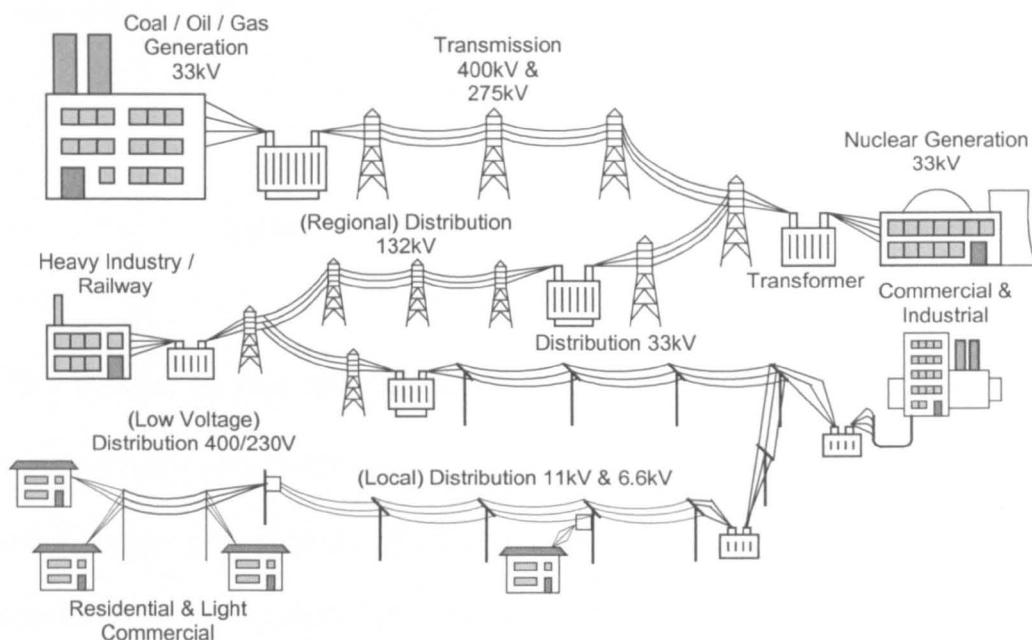 Coal / Oil / Gas
Generation
33kV
Transmission
400kV &
275kV
Nuclear Generation
33kV
(Regional) Distribution
132kV
Heavy Industry /
Railway
Transformer
Commercial &
Industrial
Distribution 33kV
(Low Voltage)
Distribution 400/230V
(Local) Distribution 11kV & 6.6kV
Residential & Light
Commercial